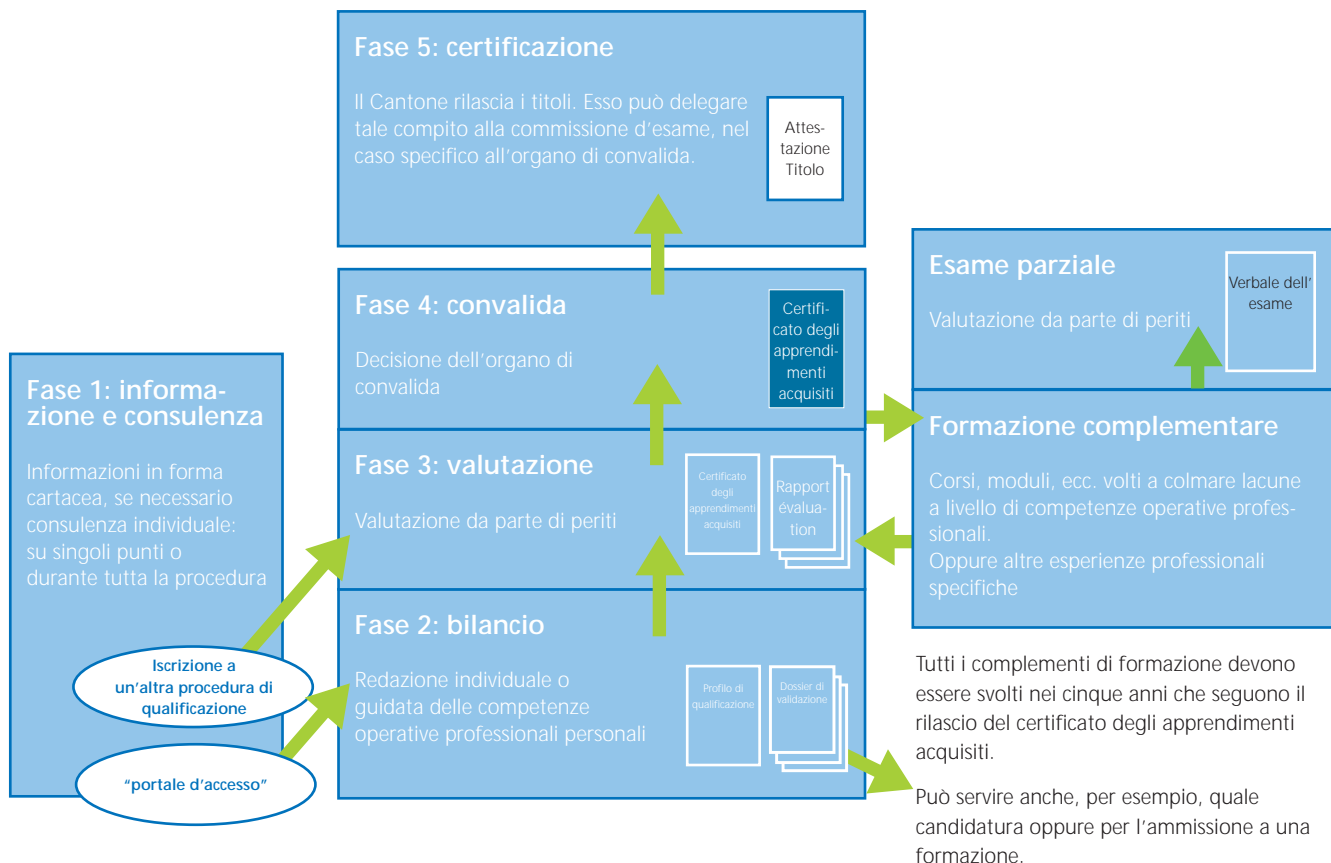 Fase 5: certificazione
Il Cantone rilascia i titoli. Esso può delegare
tale compito alla commissione d'esame, nel
caso specifico all'organo di convalida.
Attes-
tazione
Titolo
Fase 4: convalida
Decisione dell'organo di
convalida
Certifi-
cato degli
apprendi-
menti
acquisiti
Esame parziale
Valutazione da parte di periti
Verbale dell'
esame
Fase 1: informa-
zione e consulenza
Informazioni in forma
cartacea, se necessario
consulenza individuale:
su singoli punti o
durante tutta la procedura
Iscrizione a
un'altra procedura di
qualificazione
"portale d'accesso"
Fase 3: valutazione
Valutazione da parte di periti
Certificato
degli
apprendimenti
acquisiti
Rapport
évalua-
tion
Formazione complementare
Corsi, moduli, ecc. volti a colmare lacune
a livello di competenze operative profes-
sionali.
Oppure altre esperienze professionali
specifiche
Fase 2: bilancio
Redazione individuale o
guidata delle competenze
operative professionali personali
Profilo di
qualificazione
Dossier di
validazione
Tutti i complementi di formazione devono
essere svolti nei cinque anni che seguono il
rilascio del certificato degli apprendimenti
acquisiti.
Può servire anche, per esempio, quale
candidatura oppure per l'ammissione a una
formazione.